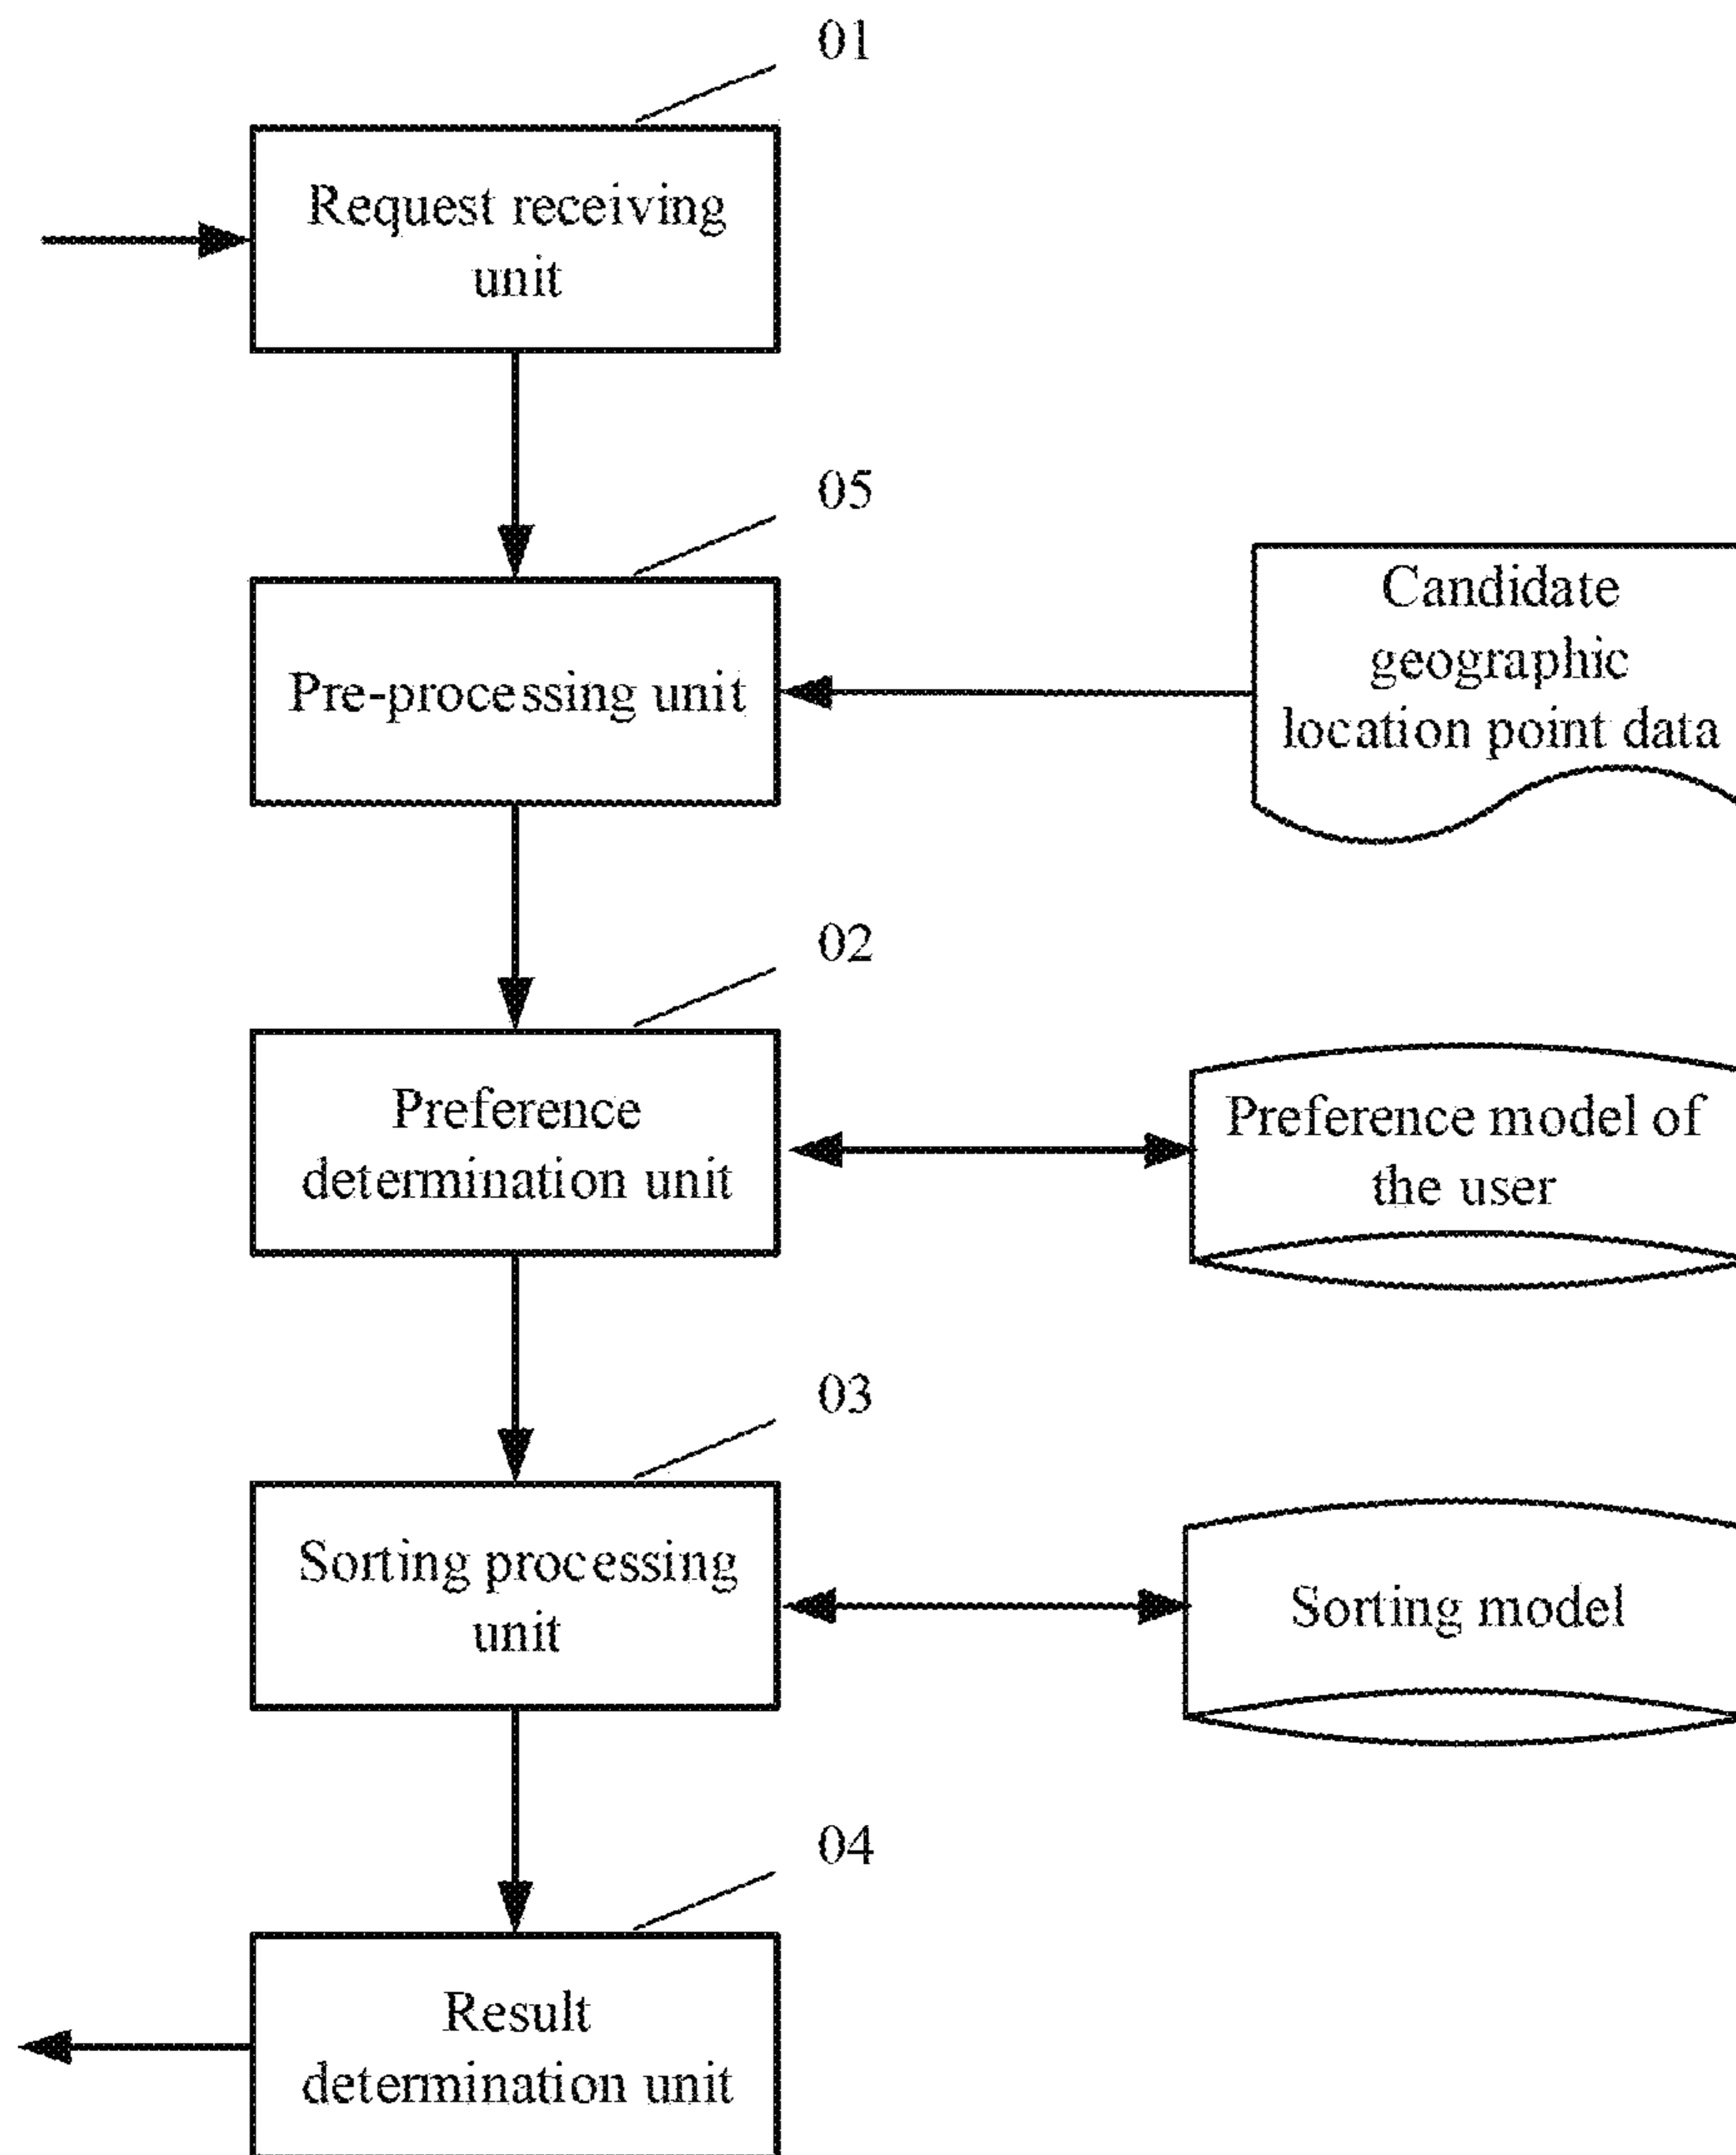 01
Request receiving
unit
05
Pre-processing unit
Candidate
geographic
location point data
02
Preference
determination unit
Preference model of
the user
03
Sorting processing
unit
Sorting model
04
Result
determination unit